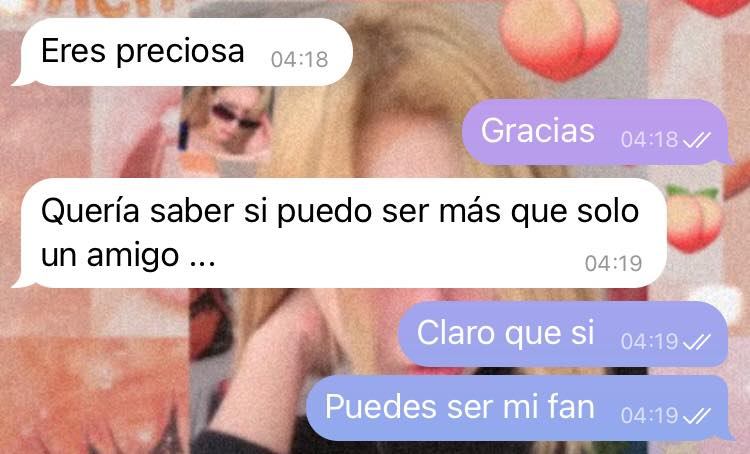 Eres preciosa 04:18
Gracias 04:18
Quería saber si puedo ser más que solo
un amigo ... 04:19
Claro que si 04:19
Puedes ser mi fan 04:19